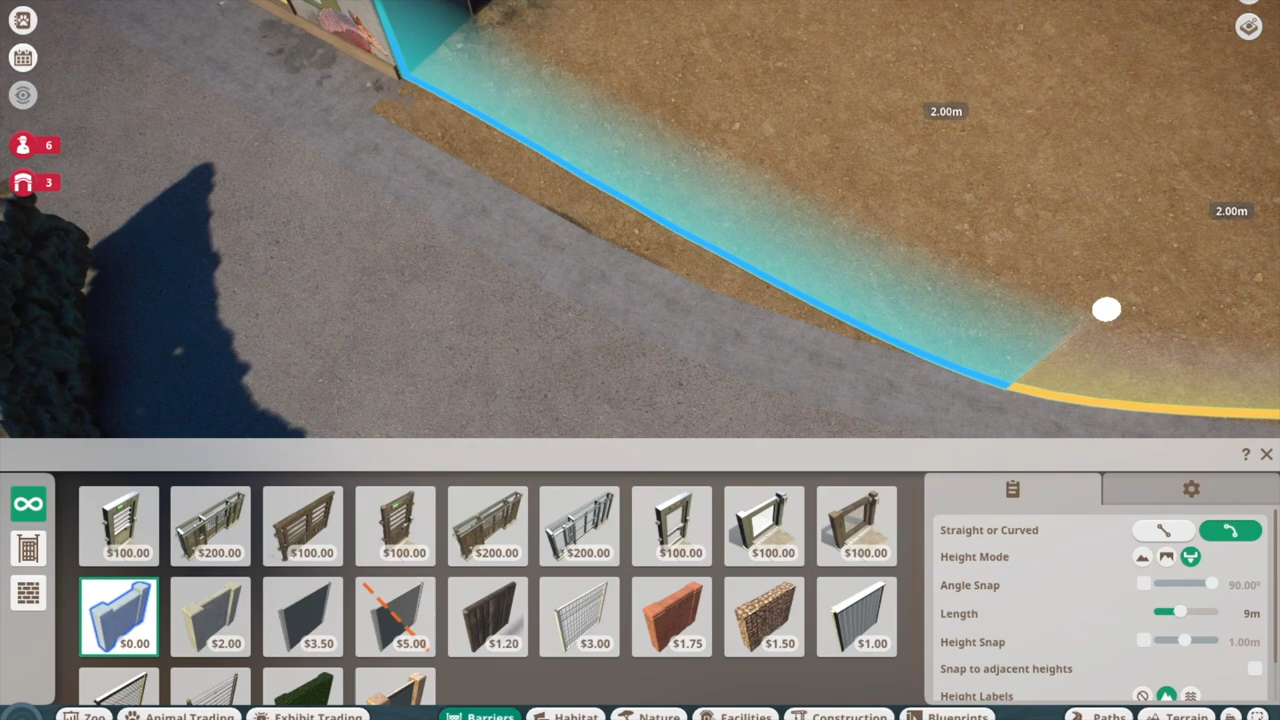 2.00m
2.00m
6
3
? ×
$100.00 $200.00 $100.00 $100.00 $200.00 $200.00 $100.00 $100.00 $100.00
$0.00 $2.00 $3.50 $5.00 $1.20 $3.00 $1.75 $1.50 $1.00
Straight or Curved
Height Mode
Angle Snap 90.00°
Length 9m
Height Snap 1.00m
Snap to adjacent heights
Height Labels
Zoo Animal Trading Exhibit Trading Barriers Habitat Nature Facilities Construction Blueprints Paths Terrain